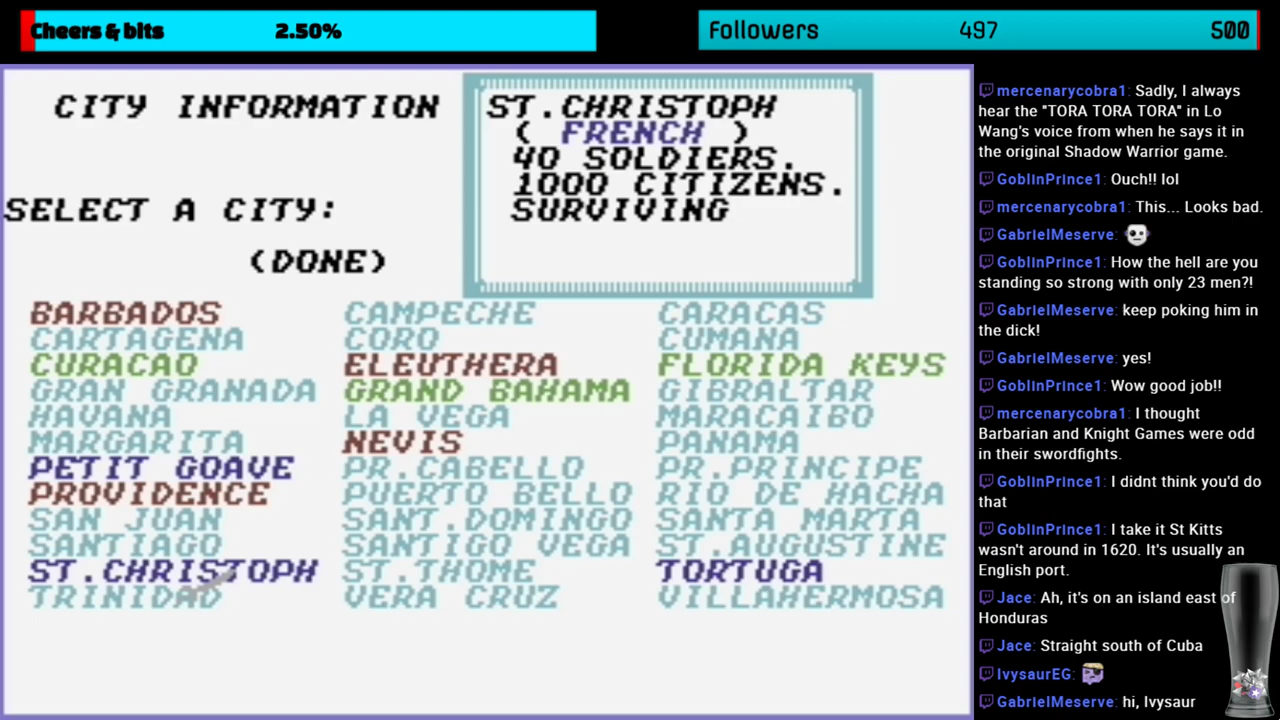 Cheers & bits 2.50%
Followers 497 500
CITY INFORMATION
ST.CHRISTOPH
( FRENCH )
40 SOLDIERS.
1000 CITIZENS.
SURVIVING
SELECT A CITY:
(DONE)
BARBADOS CAMPECHE CARACAS
CARTAGENA CORO CUMANA
CURACAO ELEUTHERA FLORIDA KEYS
GRAN GRANADA GRAND BAHAMA GIBRALTAR
HAVANA LA VEGA MARACAIBO
MARGARITA NEVIS PANAMA
PETIT GOAVE PR.CABELLO PR.PRINCIPE
PROVIDENCE PUERTO BELLO RIO DE HACHA
SAN JUAN SANT.DOMINGO SANTA MARTA
SANTIAGO SANTIGO VEGA ST.AUGUSTINE
ST.CHRISTOPH ST.THOME TORTUGA
TRINIDAD VERA CRUZ VILLAHERMOSA
mercenarycobra1: Sadly, I always
hear the "TORA TORA TORA" in Lo
Wang's voice from when he says it in
the original Shadow Warrior game.
GoblinPrince1: Ouch!! lol
mercenarycobra1: This... Looks bad.
GabrielMeserve:
GoblinPrince1: How the hell are you
standing so strong with only 23 men?!
GabrielMeserve: keep poking him in
the dick!
GabrielMeserve: yes!
GoblinPrince1: Wow good job!!
mercenarycobra1: I thought
Barbarian and Knight Games were odd
in their swordfights.
GoblinPrince1: I didnt think you'd do
that
GoblinPrince1: I take it St Kitts
wasn't around in 1620. It's usually an
English port.
Jace: Ah, it's on an island east of
Honduras
Jace: Straight south of Cuba
IvysaurEG:
GabrielMeserve: hi, Ivysaur